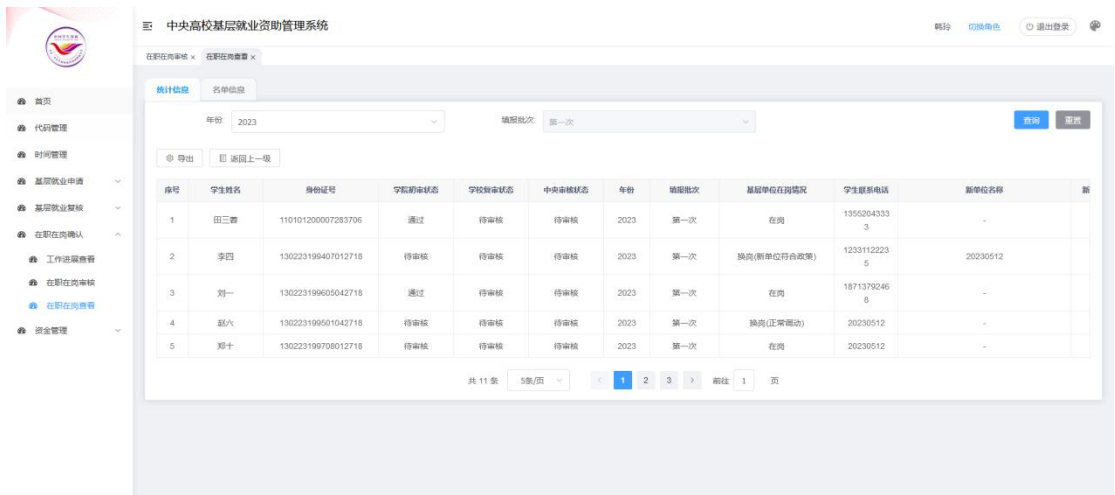 中央高校基层就业资助管理系统
韩玲 切换角色 退出登录
在职在岗审核 × 在职在岗查看 ×
统计信息 名单信息
首页
代码管理
时间管理
基层就业申请
基层就业复核
在职在岗确认
工作进展查看
在职在岗审核
在职在岗查看
资金管理
年份 2023 填报批次 第一次 查询 重置
导出 返回上一级
序号 学生姓名 身份证号 学院初审状态 学校复审状态 中央审核状态 年份 填报批次 基层单位在岗情况 学生联系电话 新单位名称 新
1 田三蓉 110101200007283706 通过 待审核 待审核 2023 第一次 在岗 1355204333
3 -
2 李四 130223199407012718 待审核 待审核 待审核 2023 第一次 换岗(新单位符合政策) 1233112223
5 20230512
3 刘一 130223199605042718 通过 待审核 待审核 2023 第一次 在岗 1871379246
8 -
4 赵六 130223199501042718 待审核 待审核 待审核 2023 第一次 换岗(正常调动) 20230512 -
5 郑十 130223199708012718 待审核 待审核 待审核 2023 第一次 在岗 20230512 -
共 11 条 5条/页 < 1 2 3 > 前往 1 页